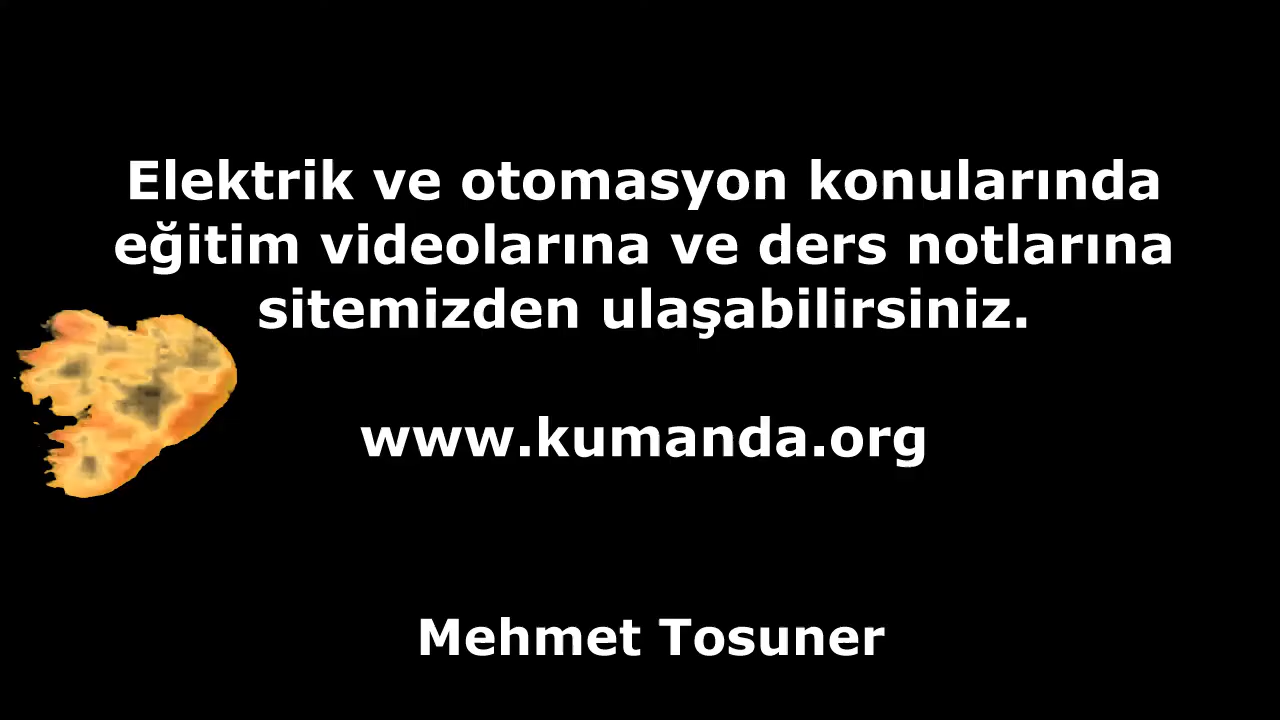 Elektrik ve otomasyon konularında
eğitim videolarına ve ders notlarına
sitemizden ulaşabilirsiniz.
www.kumanda.org
Mehmet Tosuner